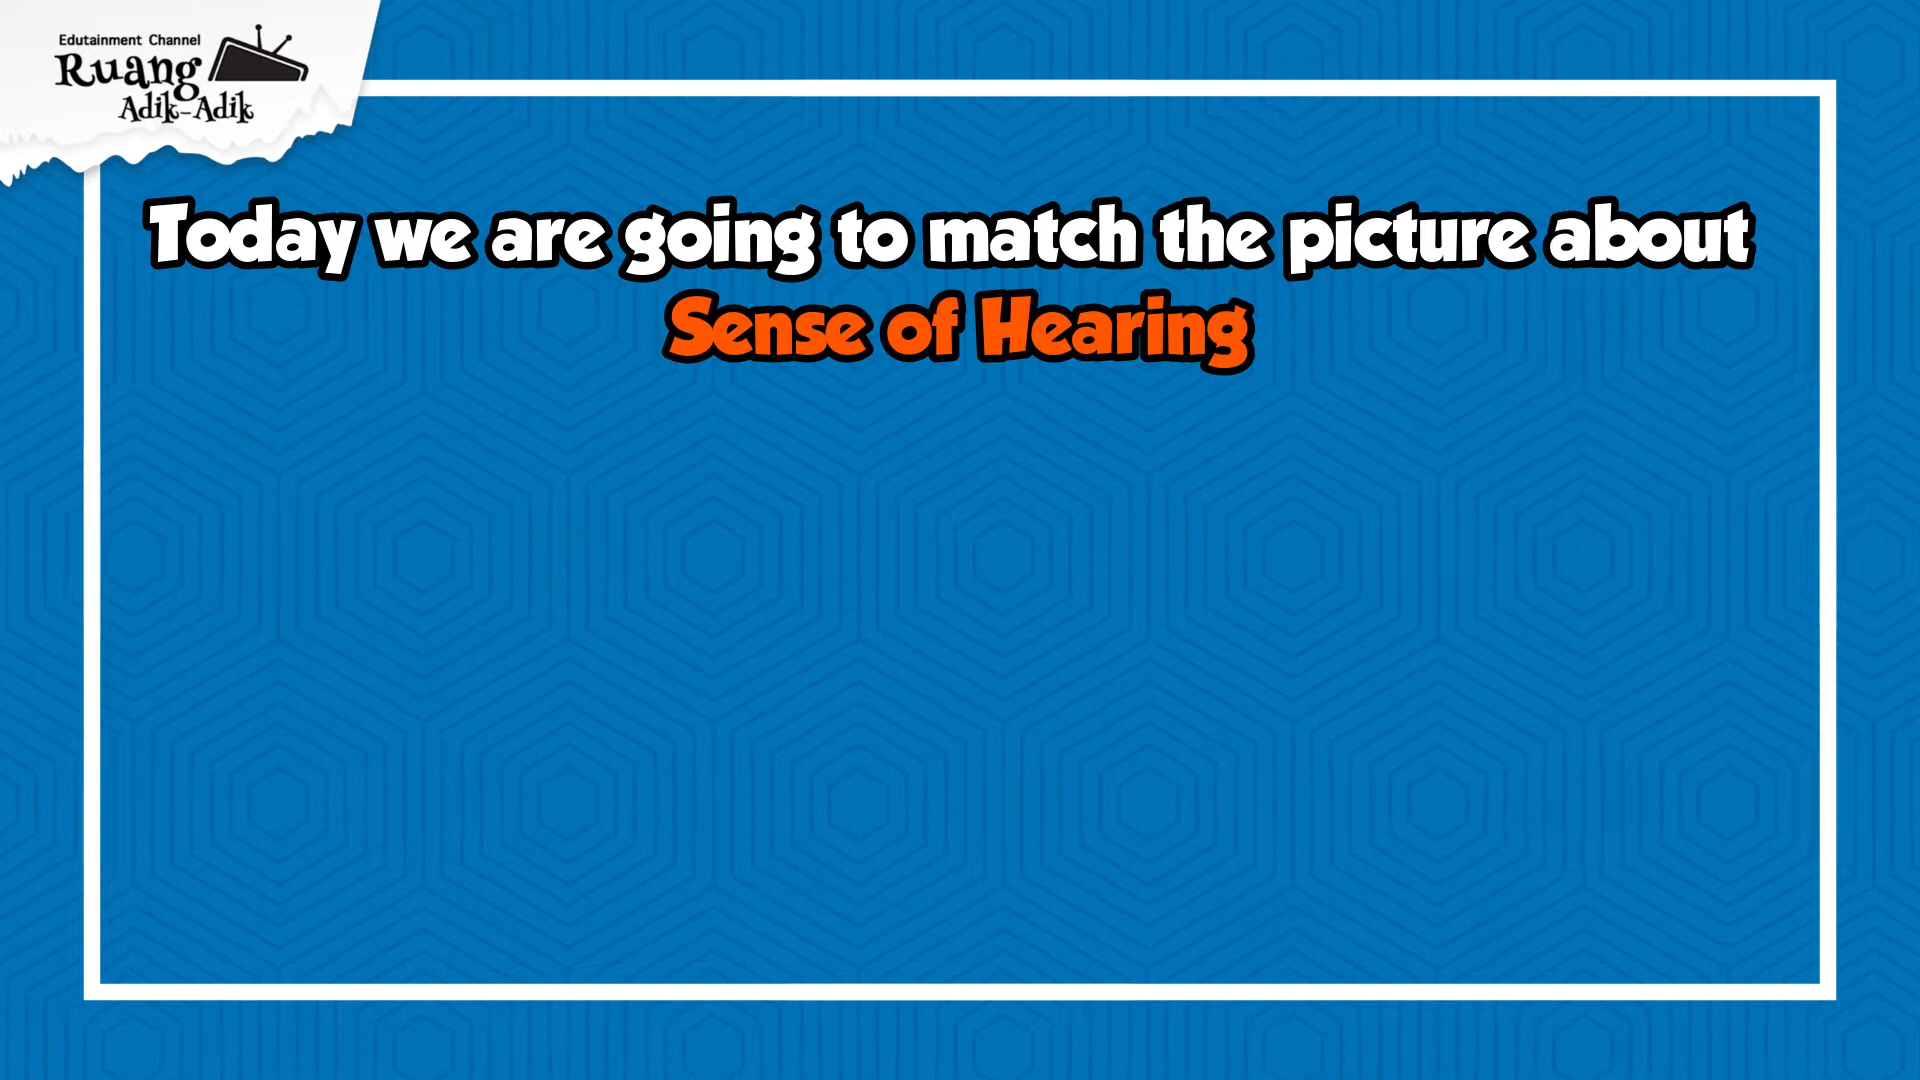 Edutainment Channel
Ruang
Adik-Adik
Today we are going to match the picture about
Sense of Hearing